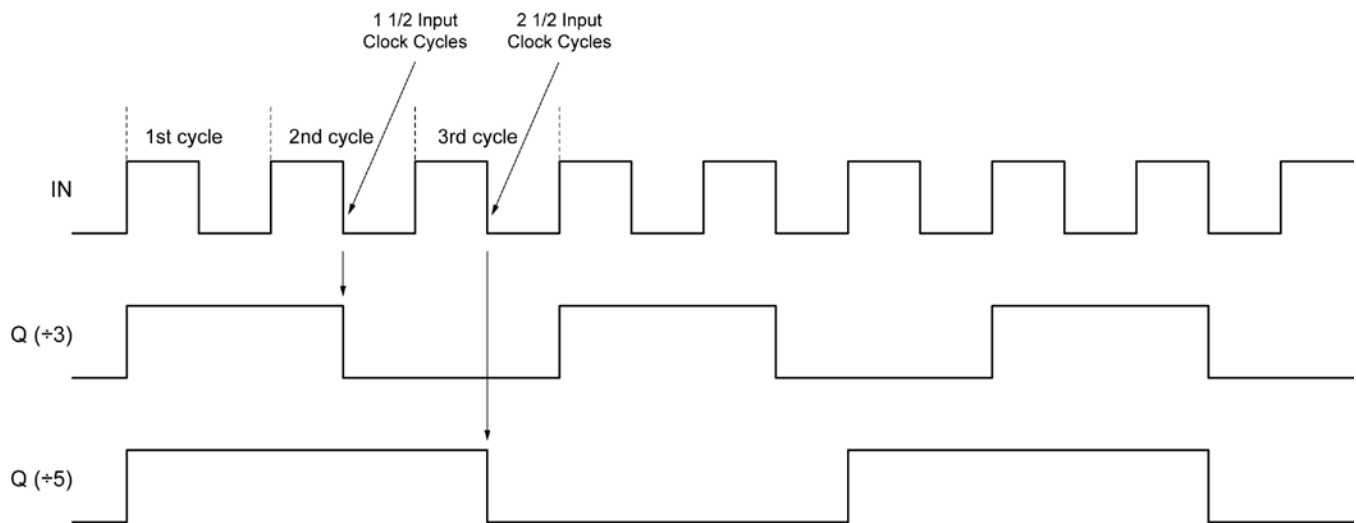 1 1/2 Input
Clock Cycles
2 1/2 Input
Clock Cycles
1st cycle
2nd cycle
3rd cycle
IN
Q (÷3)
Q (÷5)